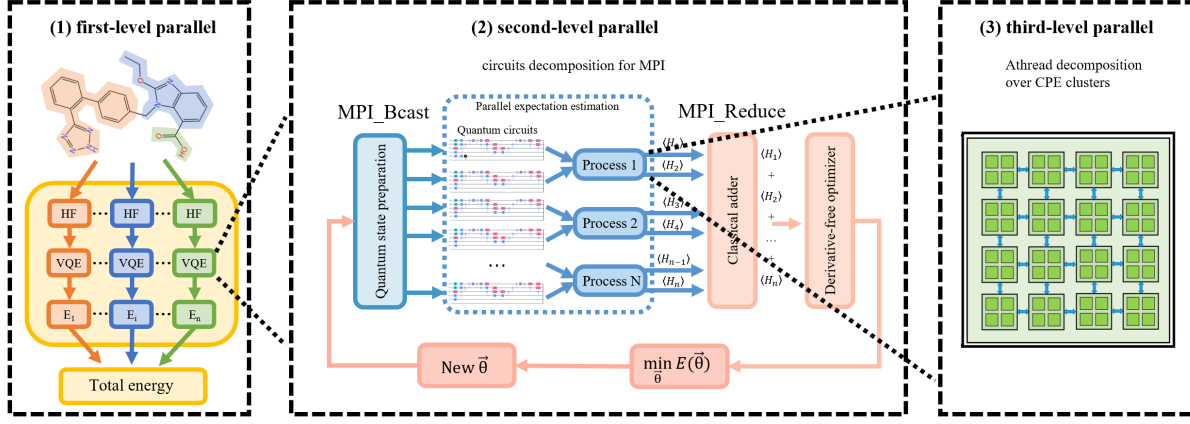 (1) first-level parallel
N
N
O
N
N
N
NH
O
HO
HF
HF
HF
VQE
VQE
VQE
E₁
Eᵢ
Eₙ
Total energy
(2) second-level parallel
circuits decomposition for MPI
MPI_Bcast
Parallel expectation estimation
MPI_Reduce
Quantum circuits
Quantum state preparation
Process 1
Process 2
...
Process N
⟨H₂⟩
⟨H₃⟩
⟨H₄⟩
⟨Hₙ₋₁⟩
⟨Hₙ⟩
Classical adder
⟨H₁⟩
+
⟨H₂⟩
+
...
+
⟨Hₙ⟩
Derivative-free optimizer
New θ⃗
min E(θ⃗)
θ⃗
(3) third-level parallel
Athread decomposition
over CPE clusters